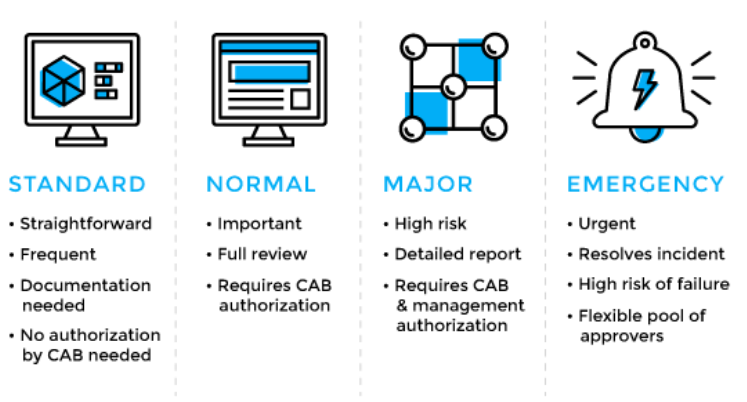 STANDARD
• Straightforward
• Frequent
• Documentation
needed
• No authorization
by CAB needed
NORMAL
• Important
• Full review
• Requires CAB
authorization
MAJOR
• High risk
• Detailed report
• Requires CAB
& management
authorization
EMERGENCY
• Urgent
• Resolves incident
• High risk of failure
• Flexible pool of
approvers